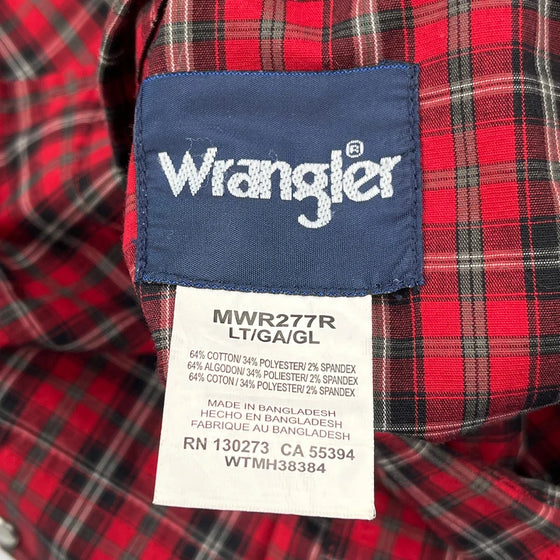 Wrangler®
MWR277R
LT/GA/GL
64% COTTON/ 34% POLYESTER/ 2% SPANDEX
64% ALGODON/ 34% POLYESTER/ 2% SPANDEX
64% COTON/ 34% POLYESTER/ 2% SPANDEX
MADE IN BANGLADESH
HECHO EN BANGLADESH
FABRIQUE AU BANGLADESH
RN 130273 CA 55394
WTMH38384